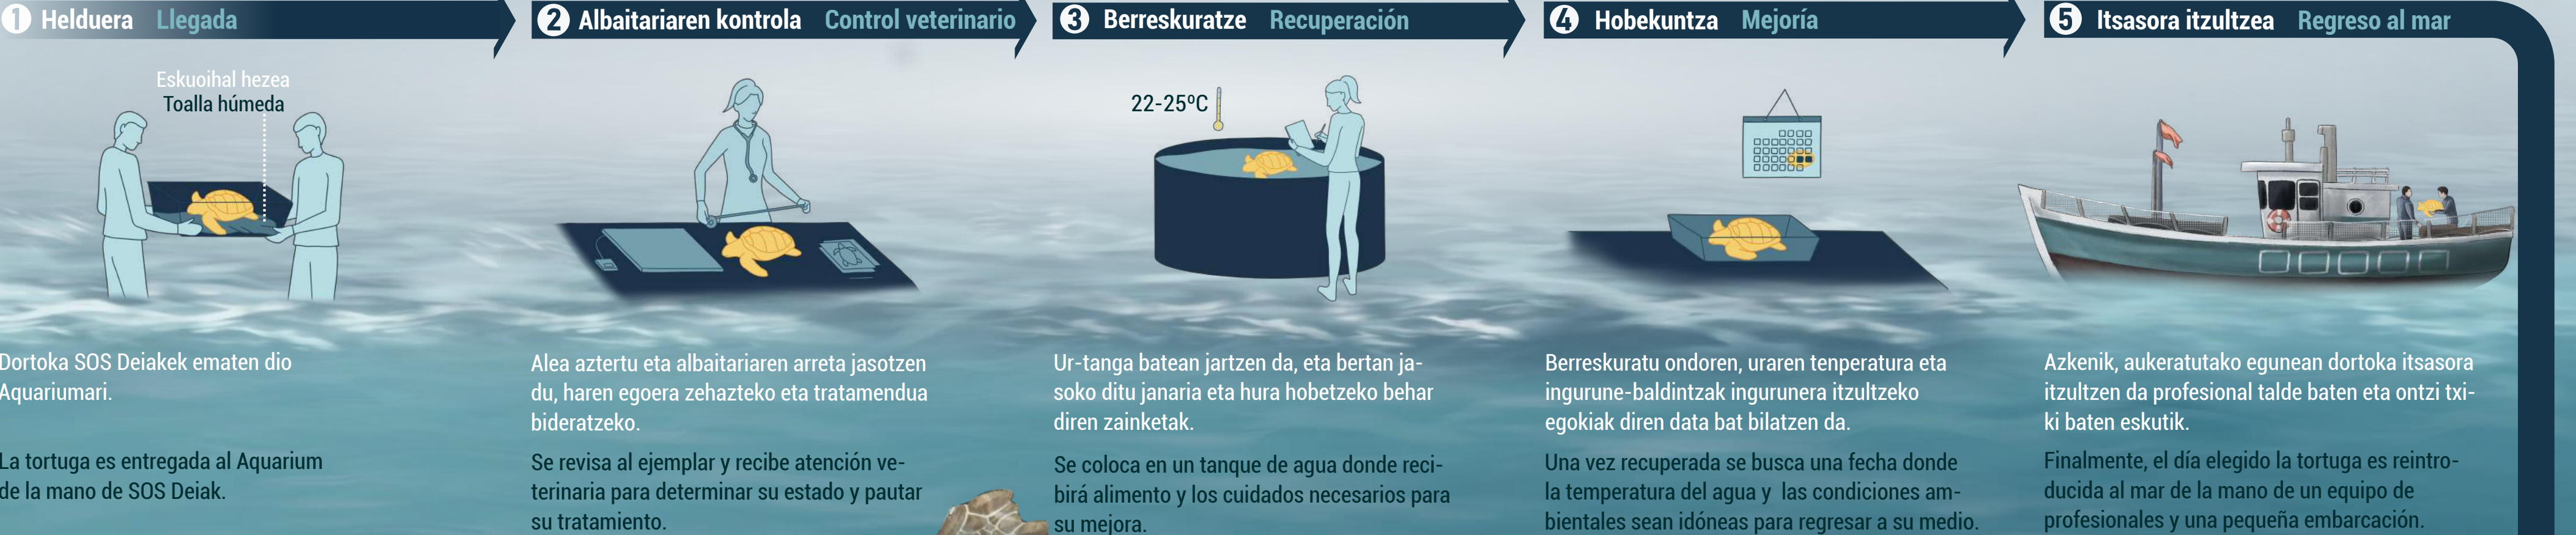 1 Helduera Llegada
Eskuoihal hezea
Toalla húmeda
Dortoka SOS Deiakek ematen dio
Aquariumari.
La tortuga es entregada al Aquarium
de la mano de SOS Deiak.
2 Albaitariaren kontrola Control veterinario
Alea aztertu eta albaitariaren arreta jasotzen
du, haren egoera zehazteko eta tratamendua
bideratzeko.
Se revisa al ejemplar y recibe atención ve-
terinaria para determinar su estado y pautar
su tratamiento.
3 Berreskuratze Recuperación
22-25ºC
Ur-tanga batean jartzen da, eta bertan ja-
soko ditu janaria eta hura hobetzeko behar
diren zainketak.
Se coloca en un tanque de agua donde reci-
birá alimento y los cuidados necesarios para
su mejora.
4 Hobekuntza Mejoría
Berreskuratu ondoren, uraren tenperatura eta
ingurune-baldintzak ingurunera itzultzeko
egokiak diren data bat bilatzen da.
Una vez recuperada se busca una fecha donde
la temperatura del agua y las condiciones am-
bientales sean idóneas para regresar a su medio.
5 Itsasora itzultzea Regreso al mar
Azkenik, aukeratutako egunean dortoka itsasora
itzultzen da profesional talde baten eta ontzi txi-
ki baten eskutik.
Finalmente, el día elegido la tortuga es reintro-
ducida al mar de la mano de un equipo de
profesionales y una pequeña embarcación.